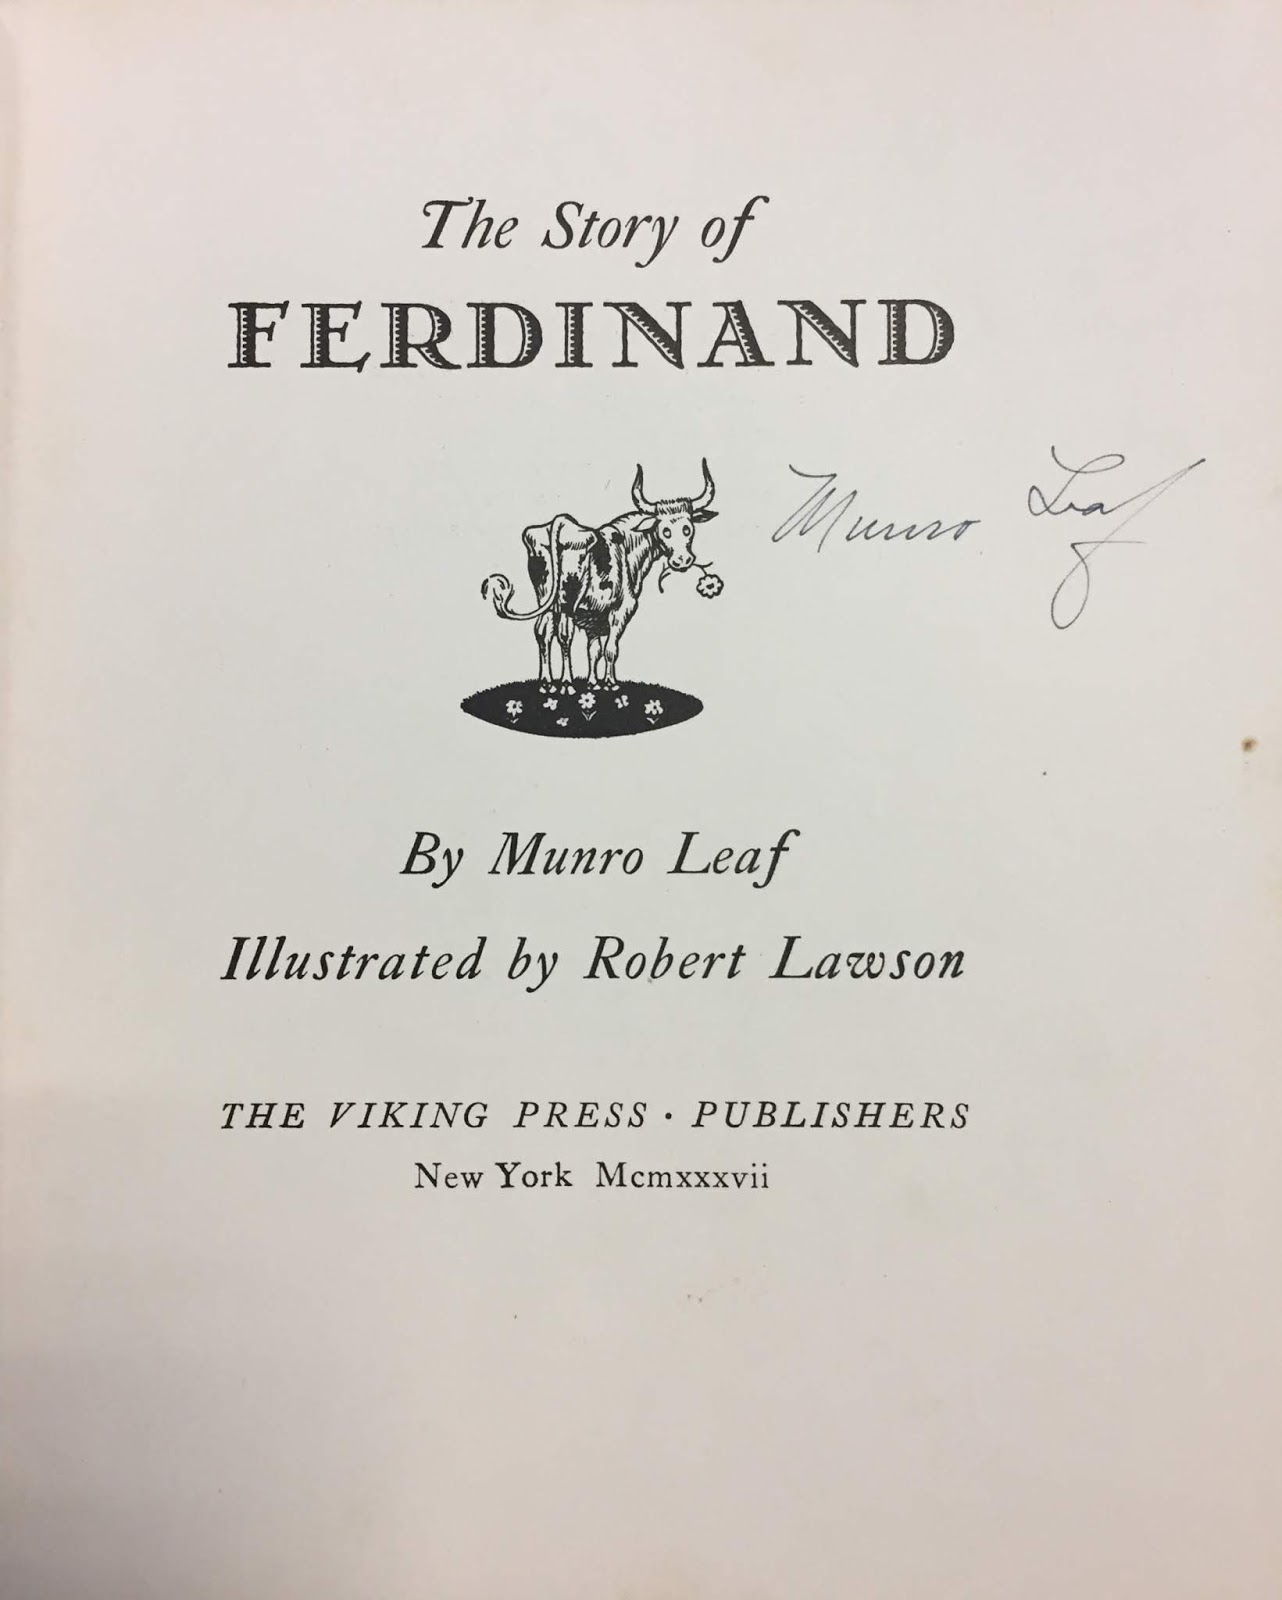 The Story of
FERDINAND
Munro Leaf
By Munro Leaf
Illustrated by Robert Lawson
THE VIKING PRESS · PUBLISHERS
New York Mcmxxxvii